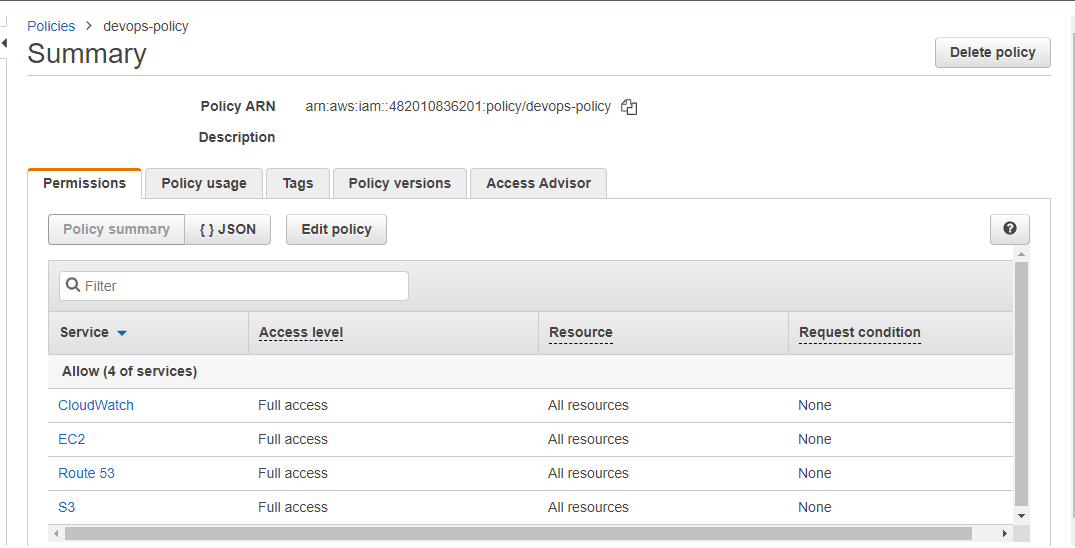 Policies > devops-policy
Summary
Delete policy
Policy ARN arn:aws:iam::482010836201:policy/devops-policy
Description
Permissions Policy usage Tags Policy versions Access Advisor
Policy summary { } JSON Edit policy ?
Filter
Service Access level Resource Request condition
Allow (4 of services)
CloudWatch Full access All resources None
EC2 Full access All resources None
Route 53 Full access All resources None
S3 Full access All resources None